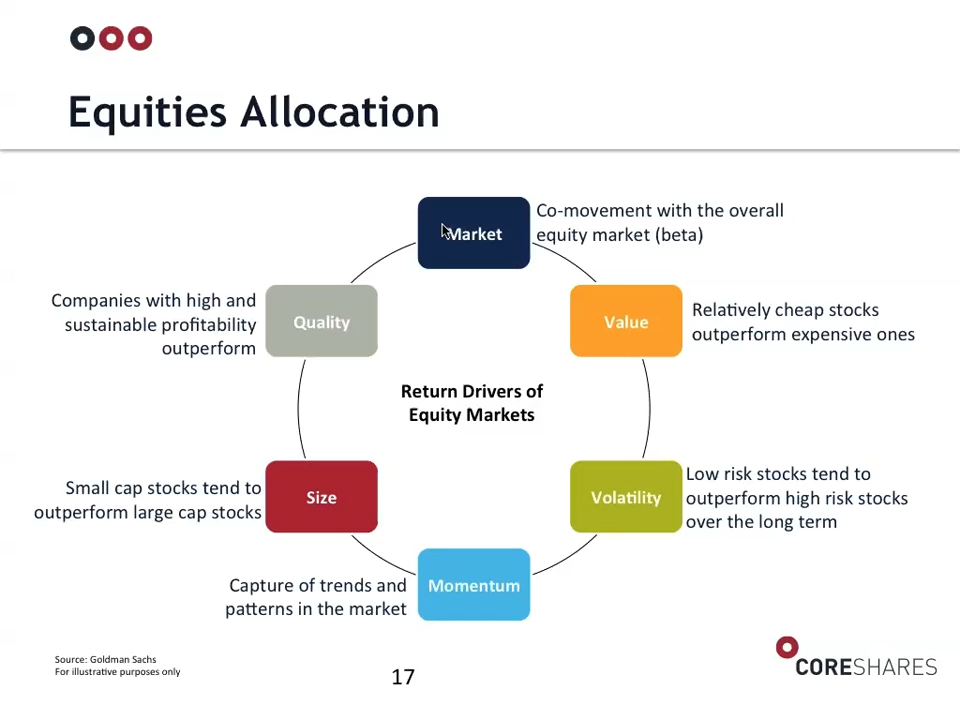 Equities Allocation
Market
Co-movement with the overall
equity market (beta)
Companies with high and
sustainable profitability
outperform
Quality
Value
Relatively cheap stocks
outperform expensive ones
Return Drivers of
Equity Markets
Small cap stocks tend to
outperform large cap stocks
Size
Volatility
Low risk stocks tend to
outperform high risk stocks
over the long term
Capture of trends and
patterns in the market
Momentum
Source: Goldman Sachs
For illustrative purposes only
17
CORESHARES